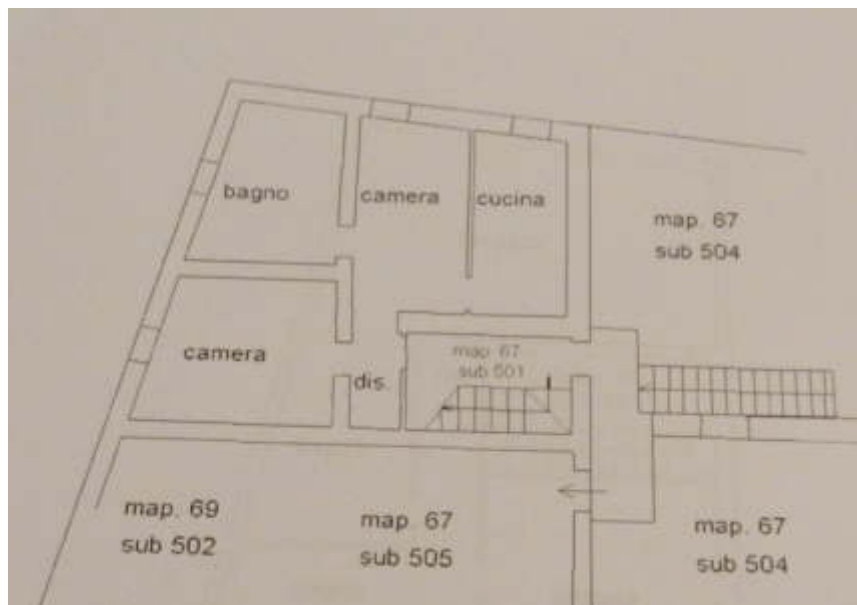 bagno
camera
cucina
map. 67
sub 504
camera
map. 67
sub 501
dis.
map. 69
sub 502
map. 67
sub 505
map. 67
sub 504